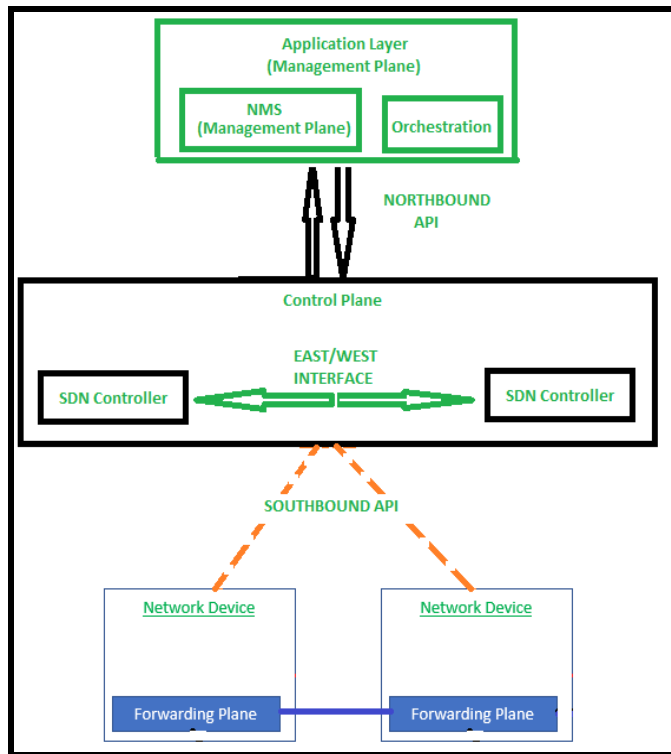 Application Layer
(Management Plane)
NMS
(Management Plane)
Orchestration
NORTHBOUND
API
Control Plane
EAST/WEST
INTERFACE
SDN Controller
SDN Controller
SOUTHBOUND API
Network Device
Network Device
Forwarding Plane
Forwarding Plane